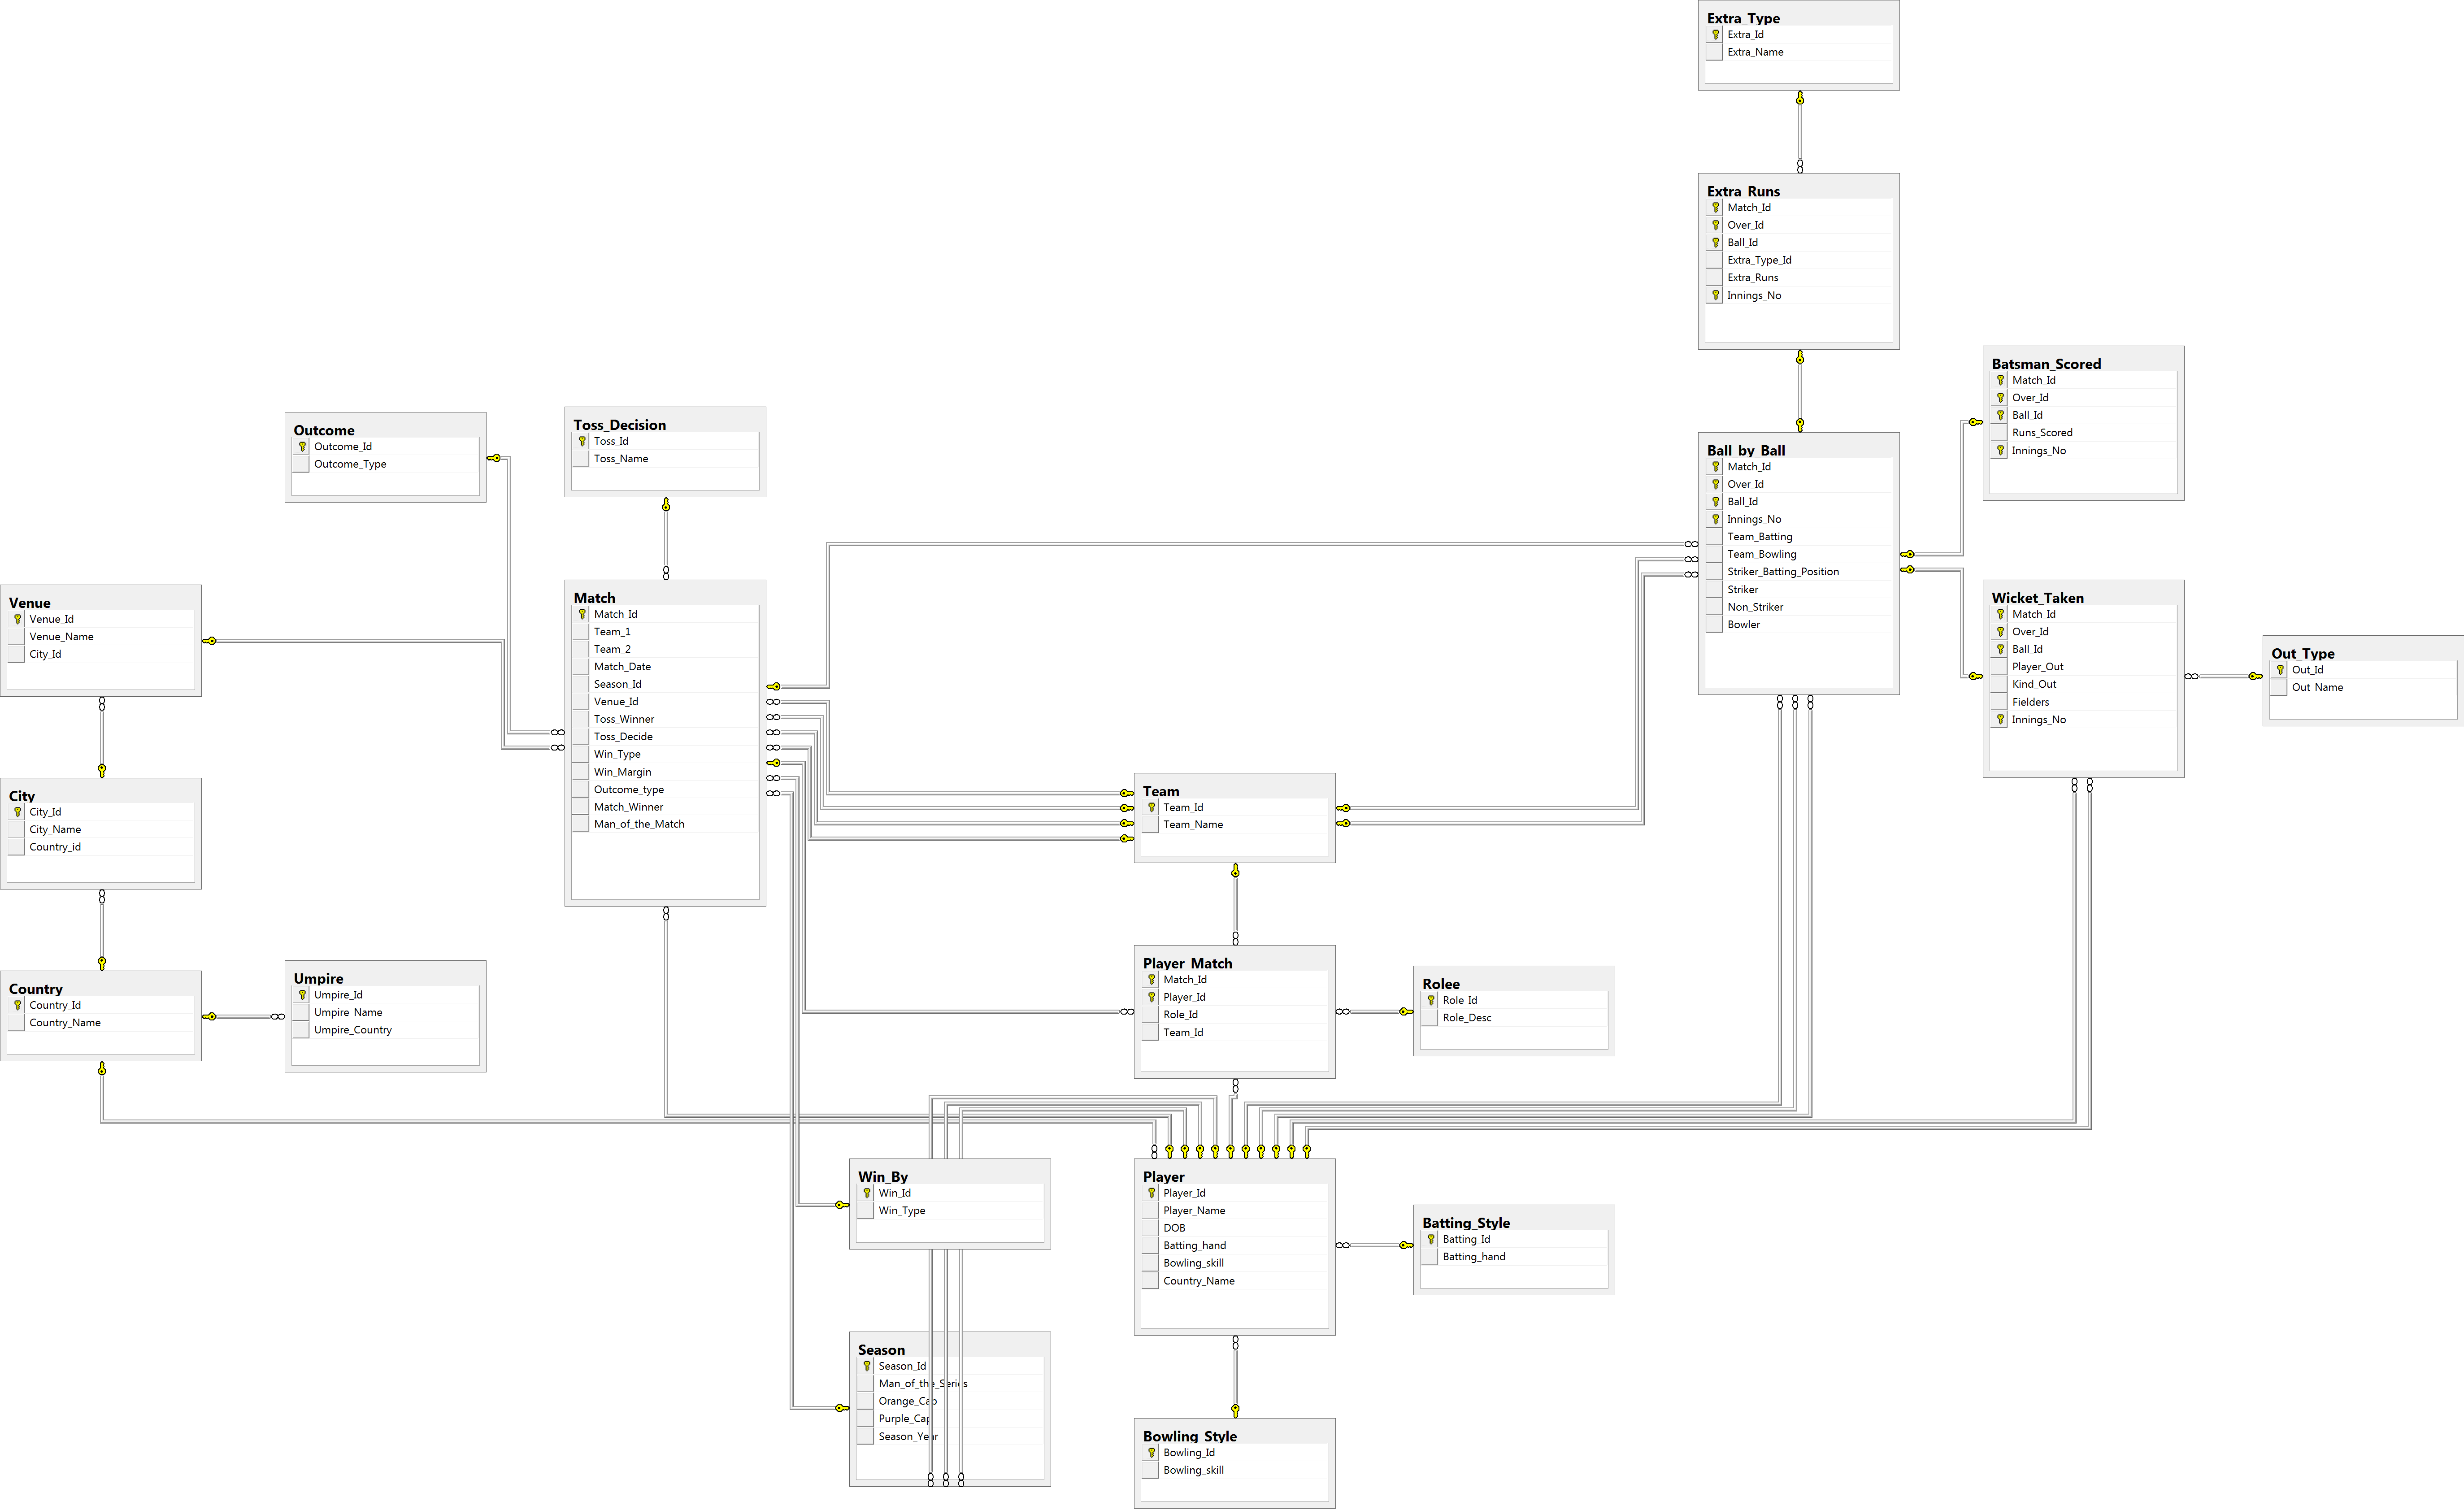 Extra_Type
Extra_Id
Extra_Name
Extra_Runs
Match_Id
Over_Id
Ball_Id
Extra_Type_Id
Extra_Runs
Innings_No
Batsman_Scored
Match_Id
Over_Id
Ball_Id
Runs_Scored
Innings_No
Outcome
Outcome_Id
Outcome_Type
Toss_Decision
Toss_Id
Toss_Name
Ball_by_Ball
Match_Id
Over_Id
Ball_Id
Innings_No
Team_Batting
Team_Bowling
Striker_Batting_Position
Striker
Non_Striker
Bowler
Venue
Venue_Id
Venue_Name
City_Id
Match
Match_Id
Team_1
Team_2
Match_Date
Season_Id
Venue_Id
Toss_Winner
Toss_Decide
Win_Type
Win_Margin
Outcome_type
Match_Winner
Man_of_the_Match
Wicket_Taken
Match_Id
Over_Id
Ball_Id
Player_Out
Kind_Out
Fielders
Innings_No
Out_Type
Out_Id
Out_Name
City
City_Id
City_Name
Country_id
Team
Team_Id
Team_Name
Country
Country_Id
Country_Name
Umpire
Umpire_Id
Umpire_Name
Umpire_Country
Player_Match
Match_Id
Player_Id
Role_Id
Team_Id
Rolee
Role_Id
Role_Desc
Win_By
Win_Id
Win_Type
Player
Player_Id
Player_Name
DOB
Batting_hand
Bowling_skill
Country_Name
Batting_Style
Batting_Id
Batting_hand
Season
Season_Id
Man_of_the_Series
Orange_Cap
Purple_Cap
Season_Year
Bowling_Style
Bowling_Id
Bowling_skill